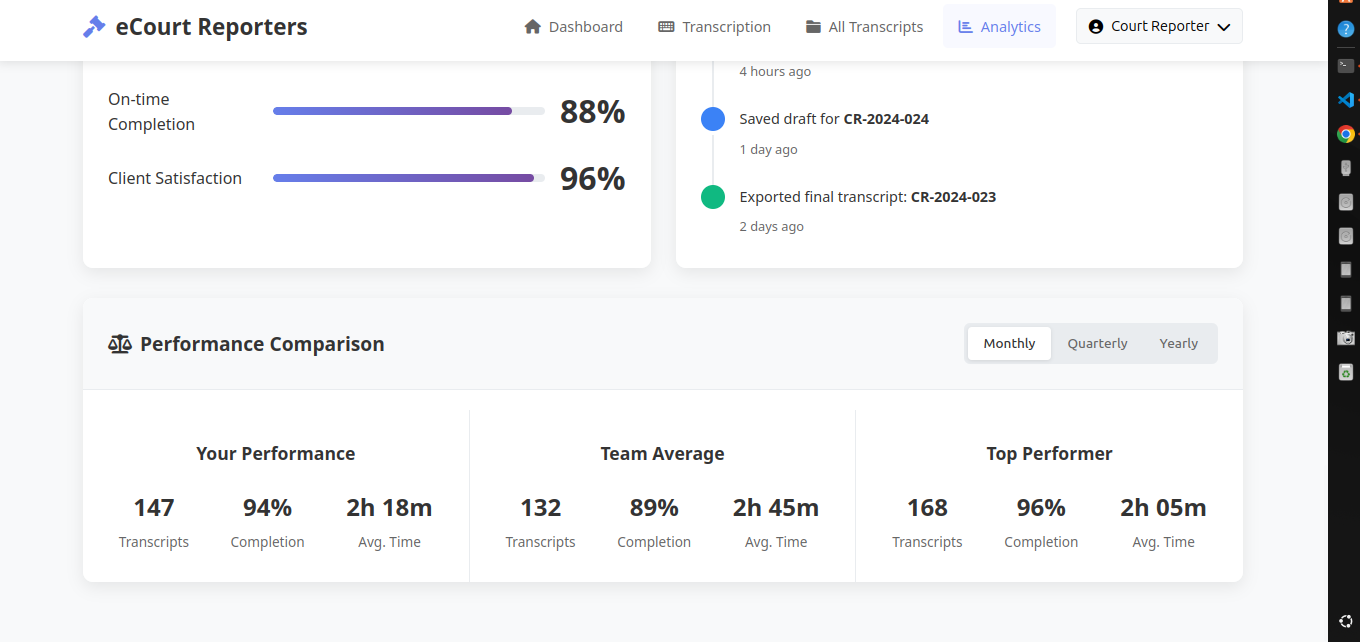 eCourt Reporters
Dashboard
Transcription
All Transcripts
Analytics
Court Reporter
On-time
Completion
88%
Client Satisfaction
96%
4 hours ago
Saved draft for CR-2024-024
1 day ago
Exported final transcript: CR-2024-023
2 days ago
Performance Comparison
Monthly
Quarterly
Yearly
Your Performance
147
Transcripts
94%
Completion
2h 18m
Avg. Time
Team Average
132
Transcripts
89%
Completion
2h 45m
Avg. Time
Top Performer
168
Transcripts
96%
Completion
2h 05m
Avg. Time